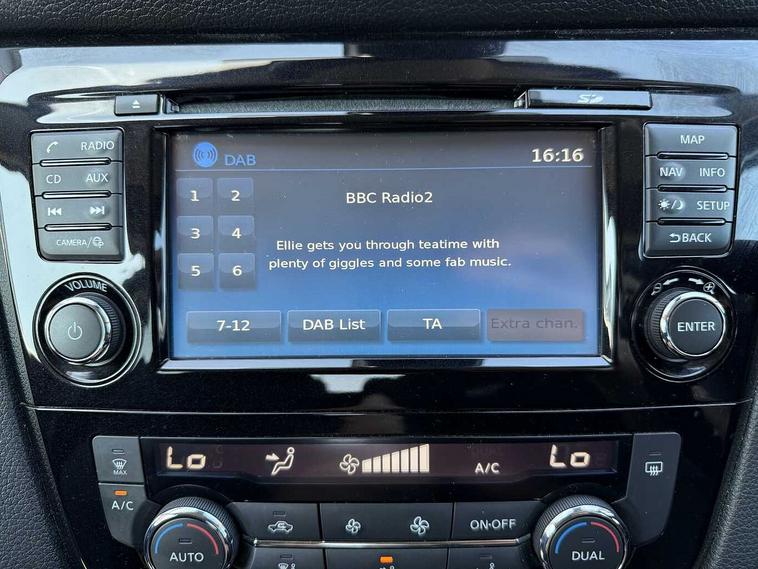 SD
RADIO
CD AUX
CAMERA/
VOLUME
DAB
16:16
1 2
3 4
5 6
BBC Radio2
Ellie gets you through teatime with
plenty of giggles and some fab music.
7-12
DAB List
TA
Extra chan.
MAP
NAV INFO
SETUP
BACK
ENTER
Lo
A/C
Lo
MAX
A/C
AUTO
ON·OFF
DUAL